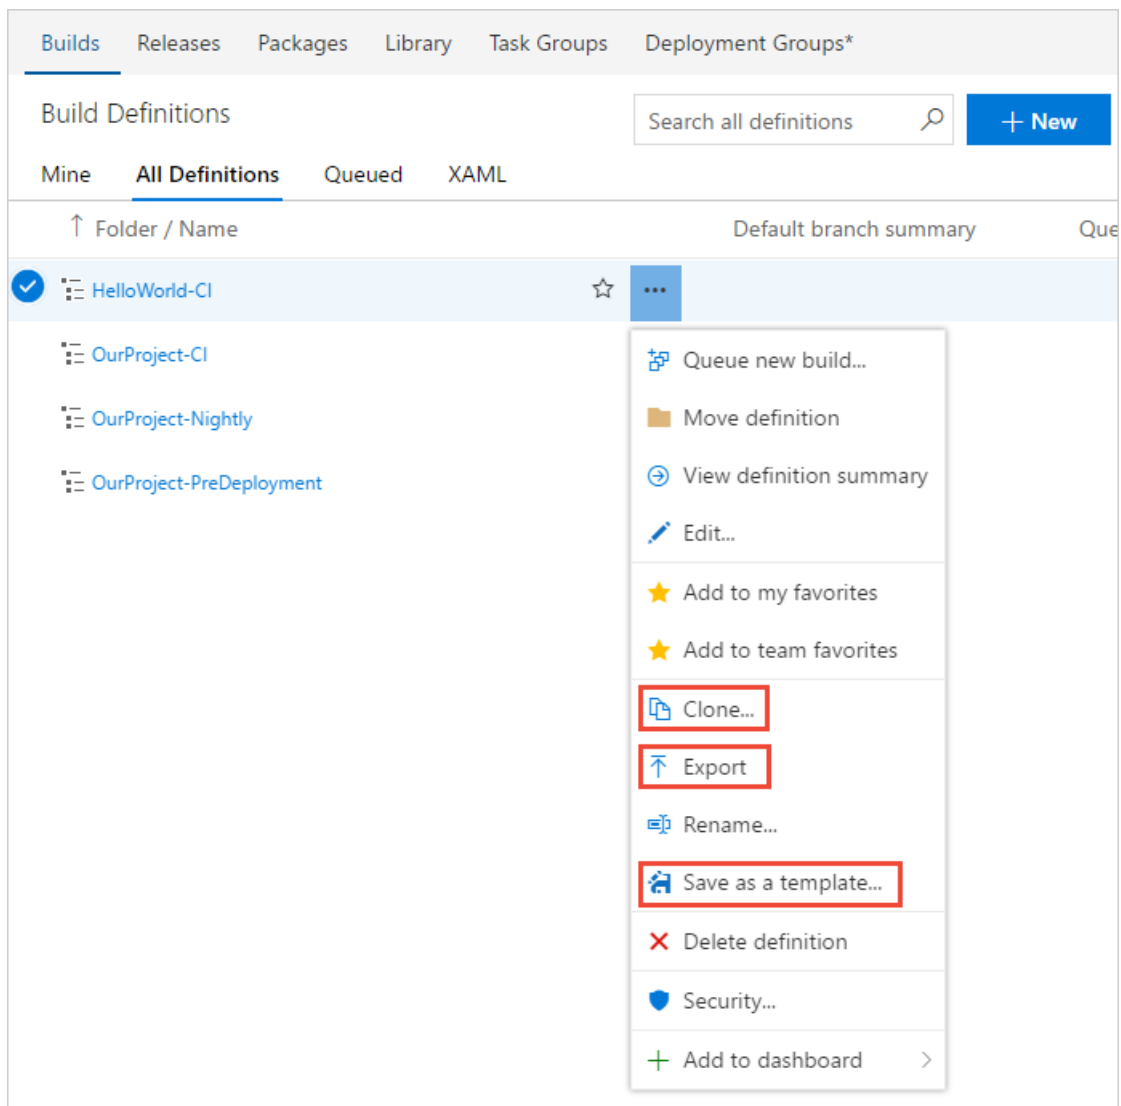 Builds Releases Packages Library Task Groups Deployment Groups*
Build Definitions
Search all definitions
+ New
Mine All Definitions Queued XAML
↑ Folder / Name Default branch summary Que
HelloWorld-CI ...
OurProject-CI
OurProject-Nightly
OurProject-PreDeployment
Queue new build...
Move definition
View definition summary
Edit...
Add to my favorites
Add to team favorites
Clone...
Export
Rename...
Save as a template...
Delete definition
Security...
Add to dashboard